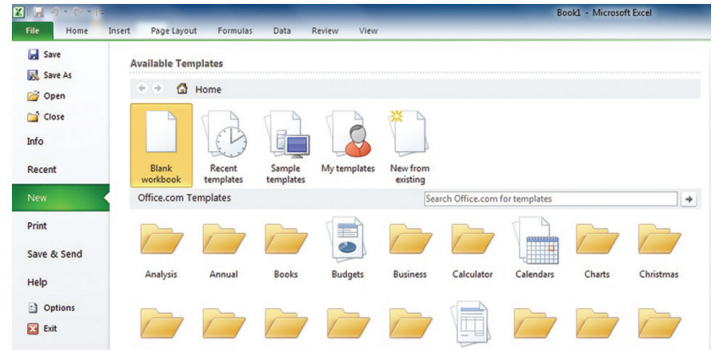 Book1 - Microsoft Excel
File Home Insert Page Layout Formulas Data Review View
Save
Save As
Open
Close
Info
Recent
New
Print
Save & Send
Help
Options
Exit
Available Templates
Home
Blank workbook
Recent templates
Sample templates
My templates
New from existing
Office.com Templates
Search Office.com for templates
Analysis Annual Books Budgets Business Calculator Calendars Charts Christmas